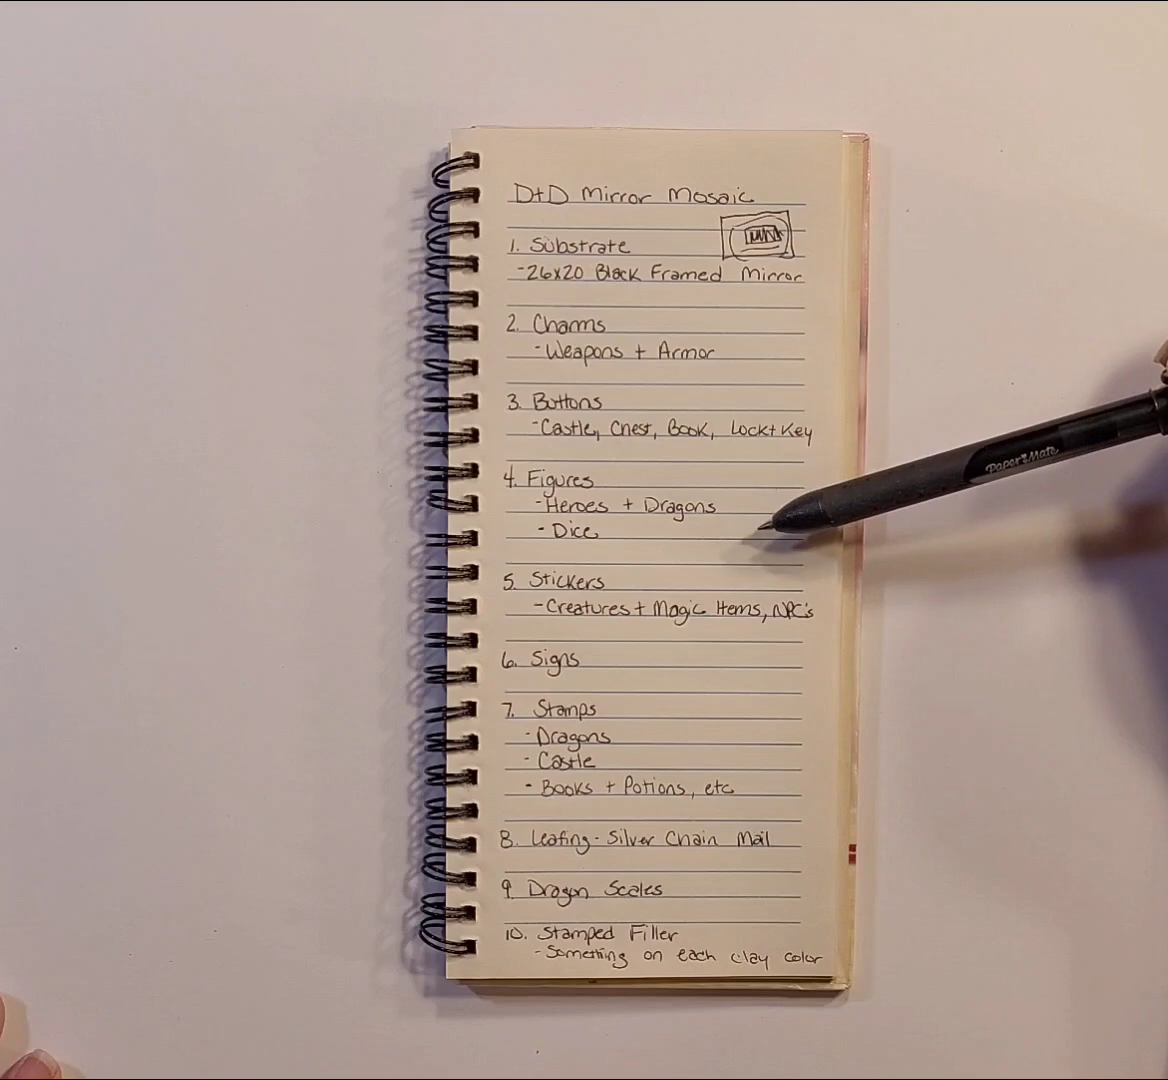 D+D Mirror Mosaic
1. Substrate
-26x20 Black Framed Mirror
2. Charms
-Weapons + Armor
3. Buttons
-Castle, Chest, Book, Lock+Key
4. Figures
-Heroes + Dragons
- Dice
5. Stickers
-Creatures + Magic Items, NPC's
6. Signs
7. Stamps
- Dragons
- Castle
- Books + Potions, etc
8. Leafing - Silver Chain Mail
9. Dragon Scales
10. Stamped Filler
- Something on each clay color
Paper Mate